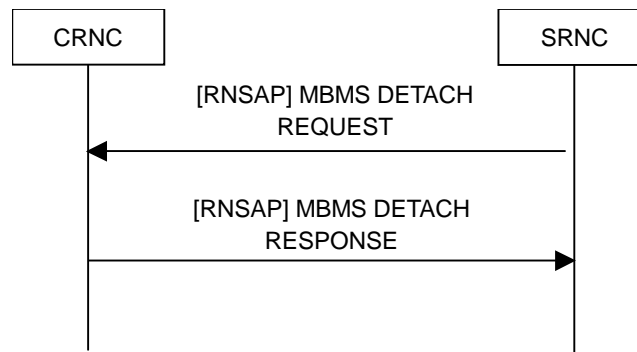 CRNC
SRNC
[RNSAP] MBMS DETACH
REQUEST
[RNSAP] MBMS DETACH
RESPONSE